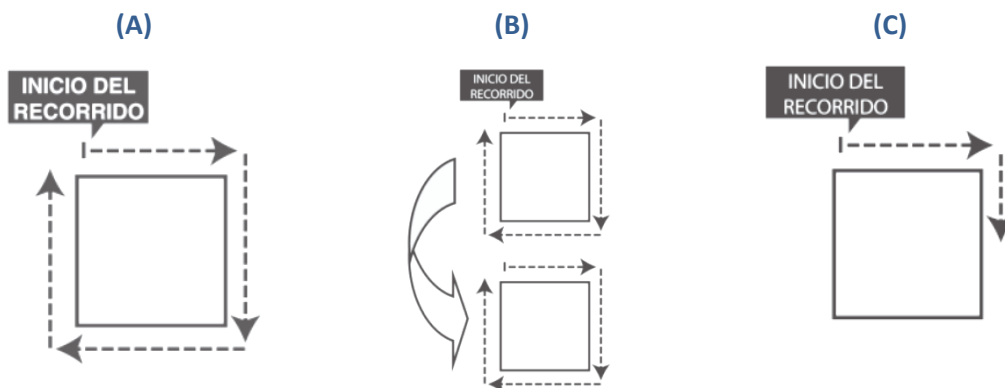 (A)
INICIO DEL
RECORRIDO
(B)
INICIO DEL
RECORRIDO
(C)
INICIO DEL
RECORRIDO